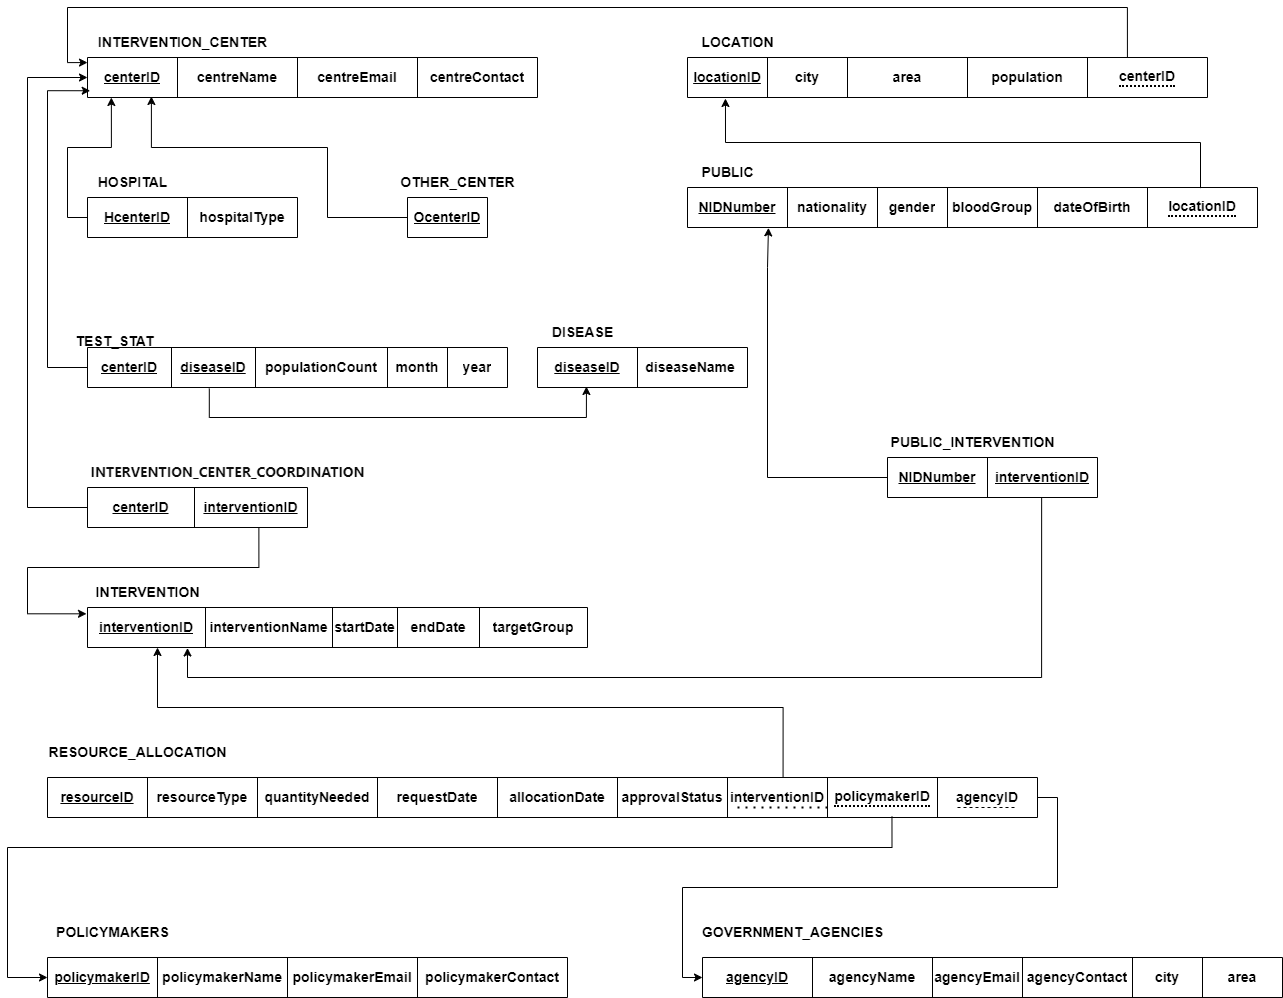 INTERVENTION_CENTER
centerID centreName centreEmail centreContact
LOCATION
locationID city area population centerID
HOSPITAL
HcenterID hospitalType
OTHER_CENTER
OcenterID
PUBLIC
NIDNumber nationality gender bloodGroup dateOfBirth locationID
TEST_STAT
centerID diseaseID populationCount month year
DISEASE
diseaseID diseaseName
PUBLIC_INTERVENTION
NIDNumber interventionID
INTERVENTION_CENTER_COORDINATION
centerID interventionID
INTERVENTION
interventionID interventionName startDate endDate targetGroup
RESOURCE_ALLOCATION
resourceID resourceType quantityNeeded requestDate allocationDate approvalStatus interventionID policymakerID agencyID
POLICYMAKERS
policymakerID policymakerName policymakerEmail policymakerContact
GOVERNMENT_AGENCIES
agencyID agencyName agencyEmail agencyContact city area